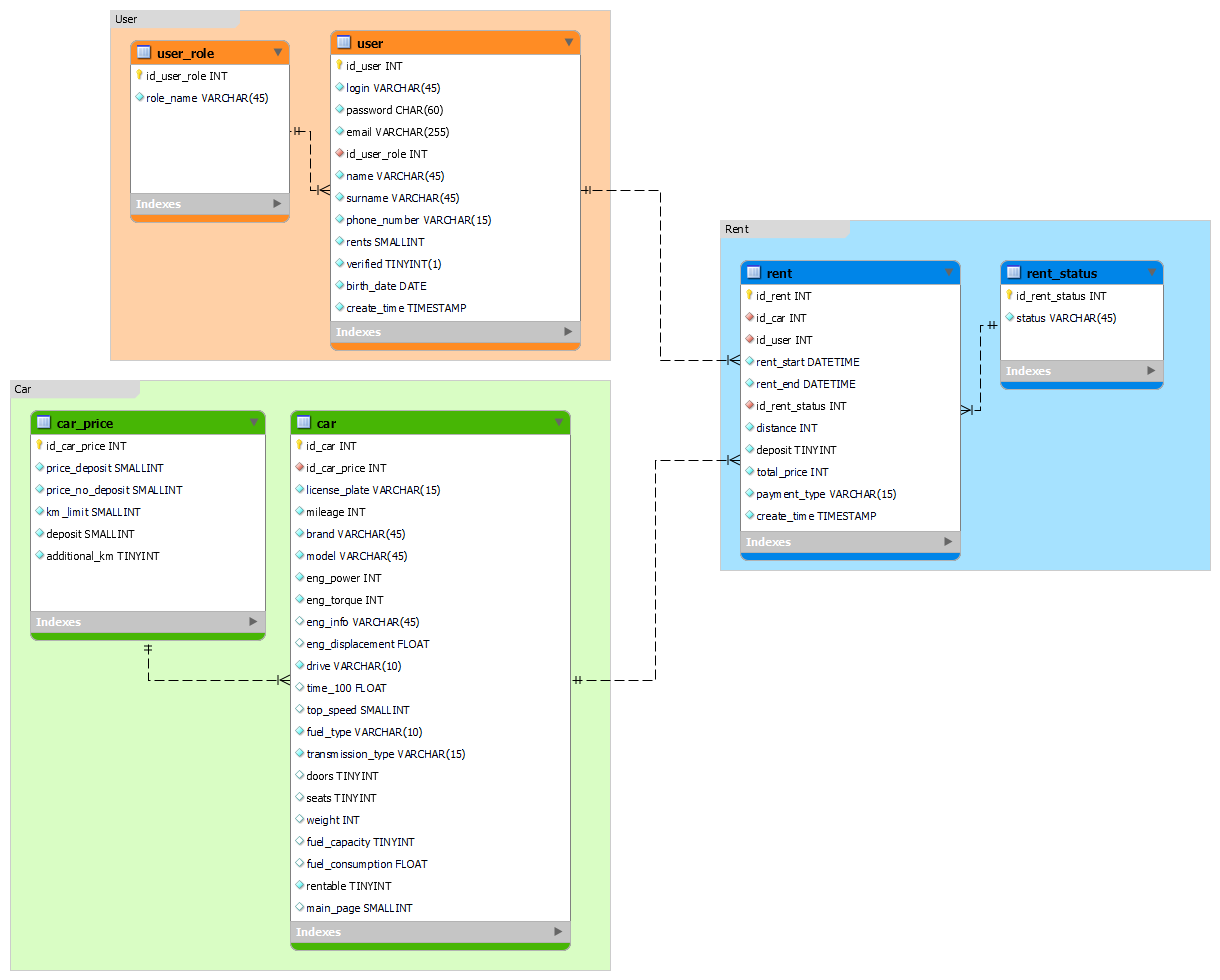 User
user_role
id_user_role INT
role_name VARCHAR(45)
Indexes
user
id_user INT
login VARCHAR(45)
password CHAR(60)
email VARCHAR(255)
id_user_role INT
name VARCHAR(45)
surname VARCHAR(45)
phone_number VARCHAR(15)
rents SMALLINT
verified TINYINT(1)
birth_date DATE
create_time TIMESTAMP
Indexes
Rent
rent
id_rent INT
id_car INT
id_user INT
rent_start DATETIME
rent_end DATETIME
id_rent_status INT
distance INT
deposit TINYINT
total_price INT
payment_type VARCHAR(15)
create_time TIMESTAMP
Indexes
rent_status
id_rent_status INT
status VARCHAR(45)
Indexes
Car
car_price
id_car_price INT
price_deposit SMALLINT
price_no_deposit SMALLINT
km_limit SMALLINT
deposit SMALLINT
additional_km TINYINT
Indexes
car
id_car INT
id_car_price INT
license_plate VARCHAR(15)
mileage INT
brand VARCHAR(45)
model VARCHAR(45)
eng_power INT
eng_torque INT
eng_info VARCHAR(45)
eng_displacement FLOAT
drive VARCHAR(10)
time_100 FLOAT
top_speed SMALLINT
fuel_type VARCHAR(10)
transmission_type VARCHAR(15)
doors TINYINT
seats TINYINT
weight INT
fuel_capacity TINYINT
fuel_consumption FLOAT
rentable TINYINT
main_page SMALLINT
Indexes